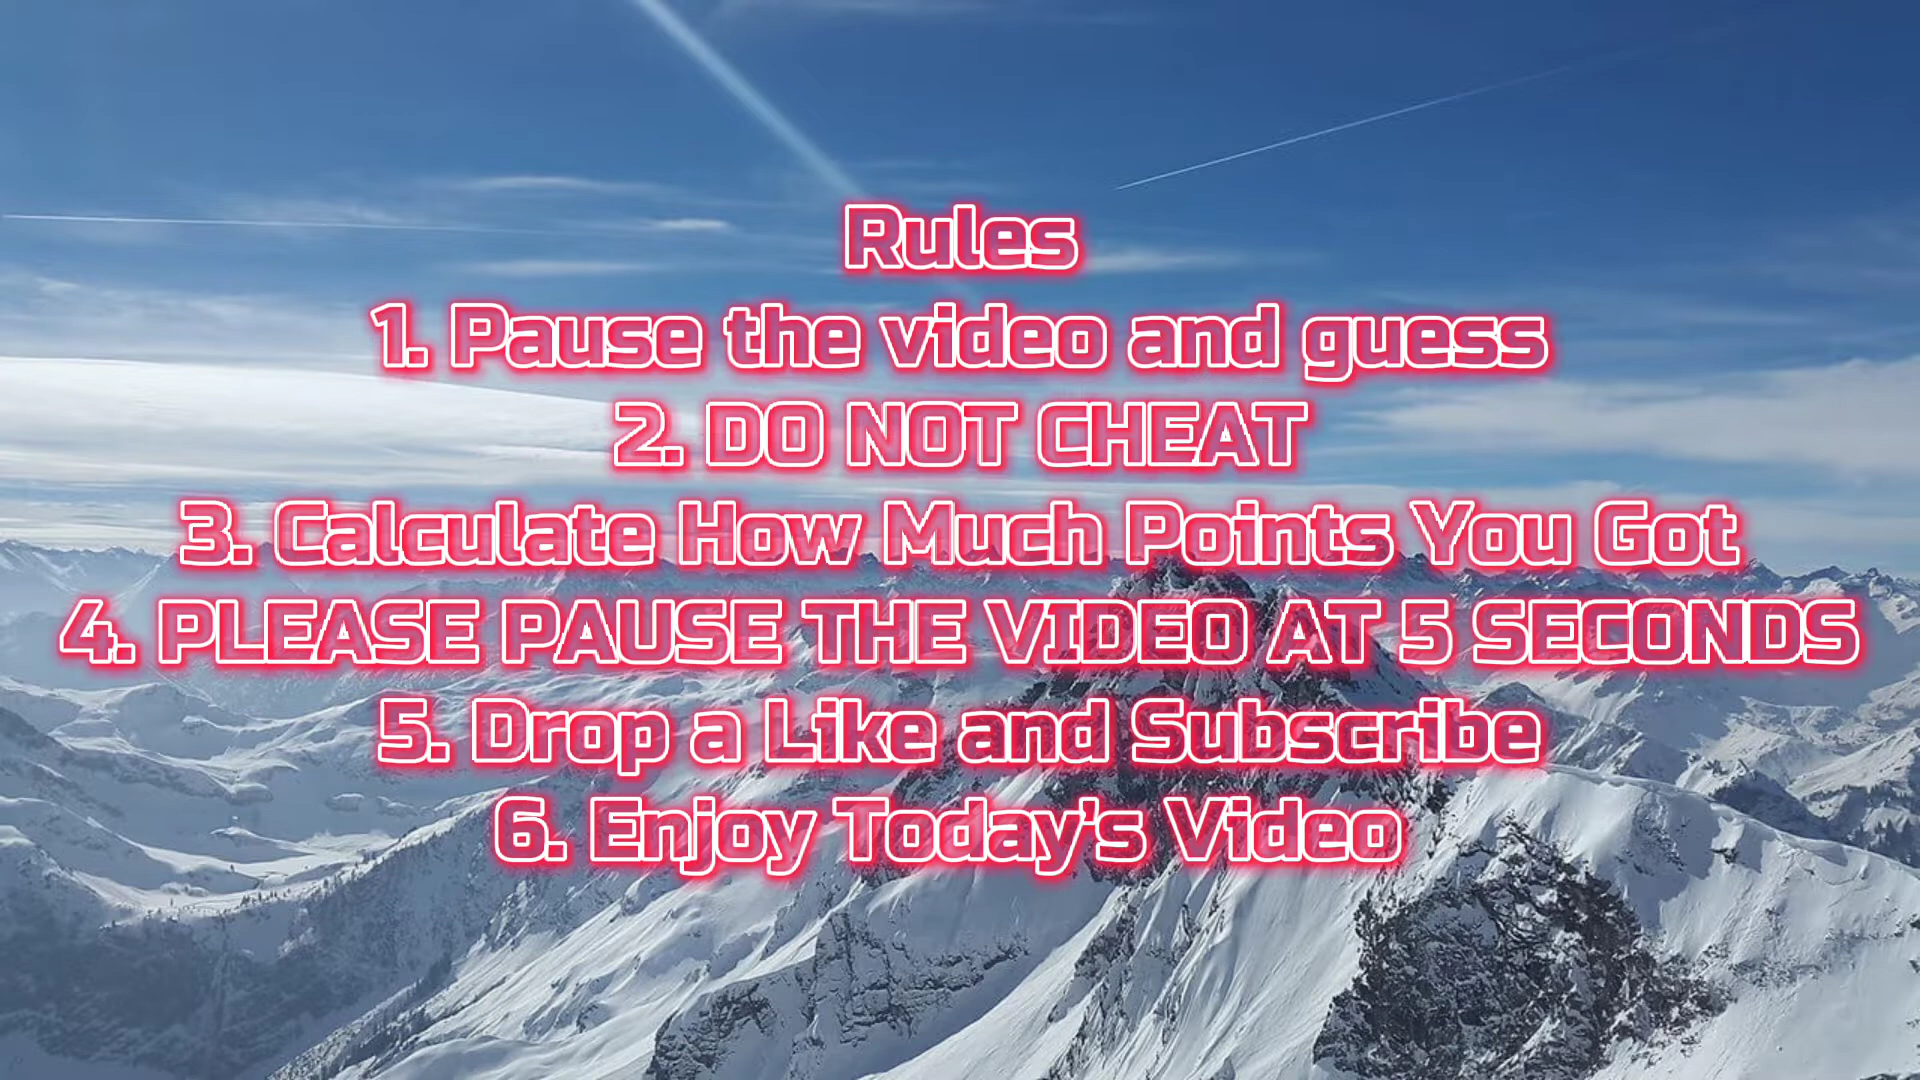 Rules
1. Pause the video and guess
2. DO NOT CHEAT
3. Calculate How Much Points You Got
4. PLEASE PAUSE THE VIDEO AT 5 SECONDS
5. Drop a Like and Subscribe
6. Enjoy Today's Video